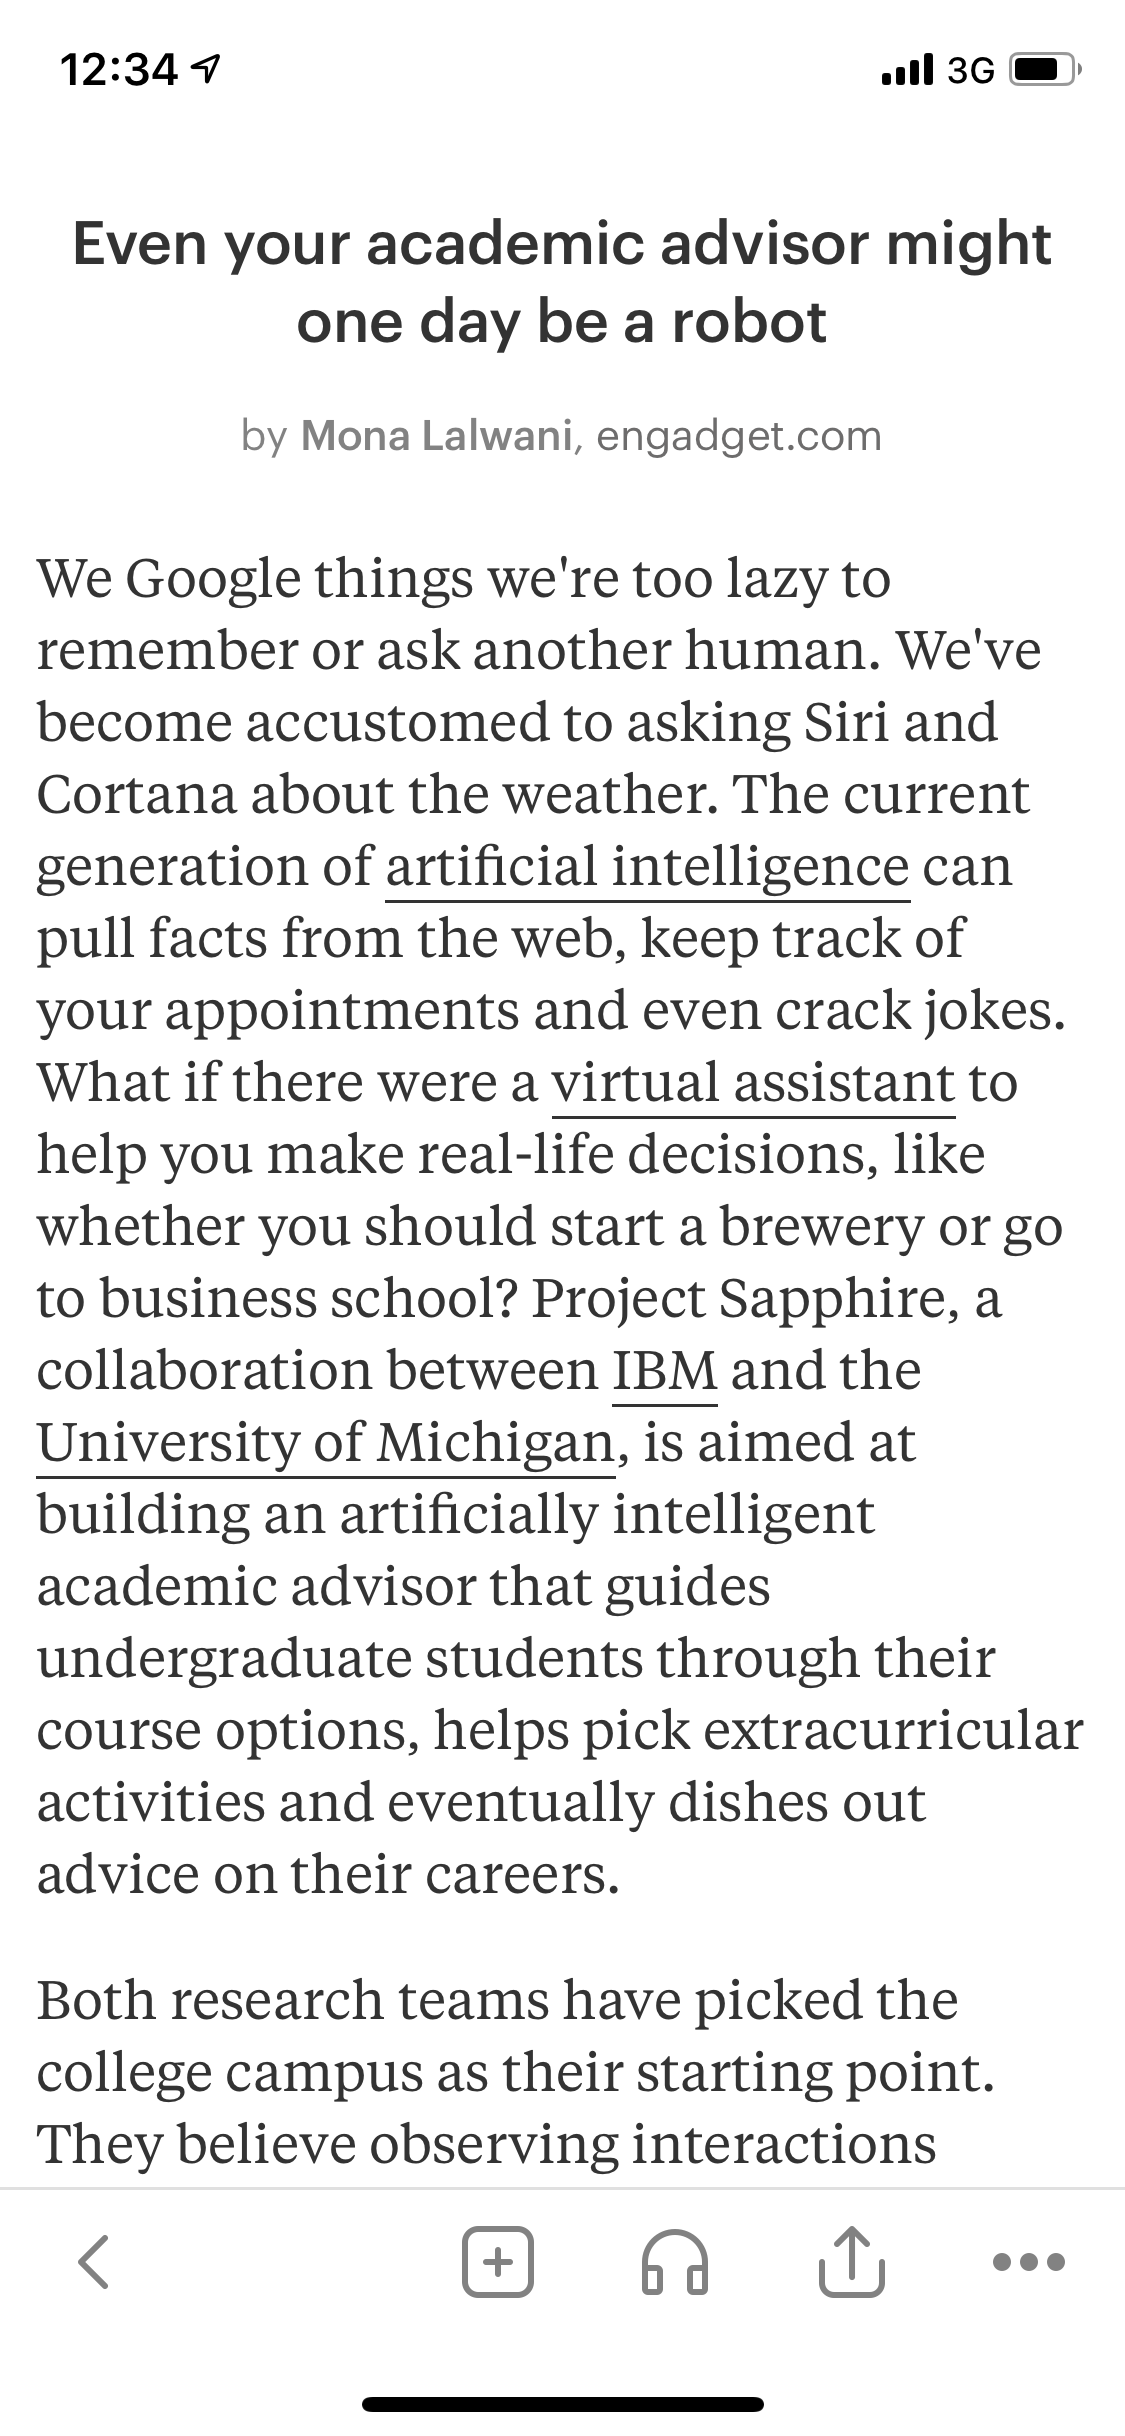 12:34
3G
Even your academic advisor might
one day be a robot
by Mona Lalwani, engadget.com
We Google things we're too lazy to
remember or ask another human. We've
become accustomed to asking Siri and
Cortana about the weather. The current
generation of artificial intelligence can
pull facts from the web, keep track of
your appointments and even crack jokes.
What if there were a virtual assistant to
help you make real-life decisions, like
whether you should start a brewery or go
to business school? Project Sapphire, a
collaboration between IBM and the
University of Michigan, is aimed at
building an artificially intelligent
academic advisor that guides
undergraduate students through their
course options, helps pick extracurricular
activities and eventually dishes out
advice on their careers.
Both research teams have picked the
college campus as their starting point.
They believe observing interactions